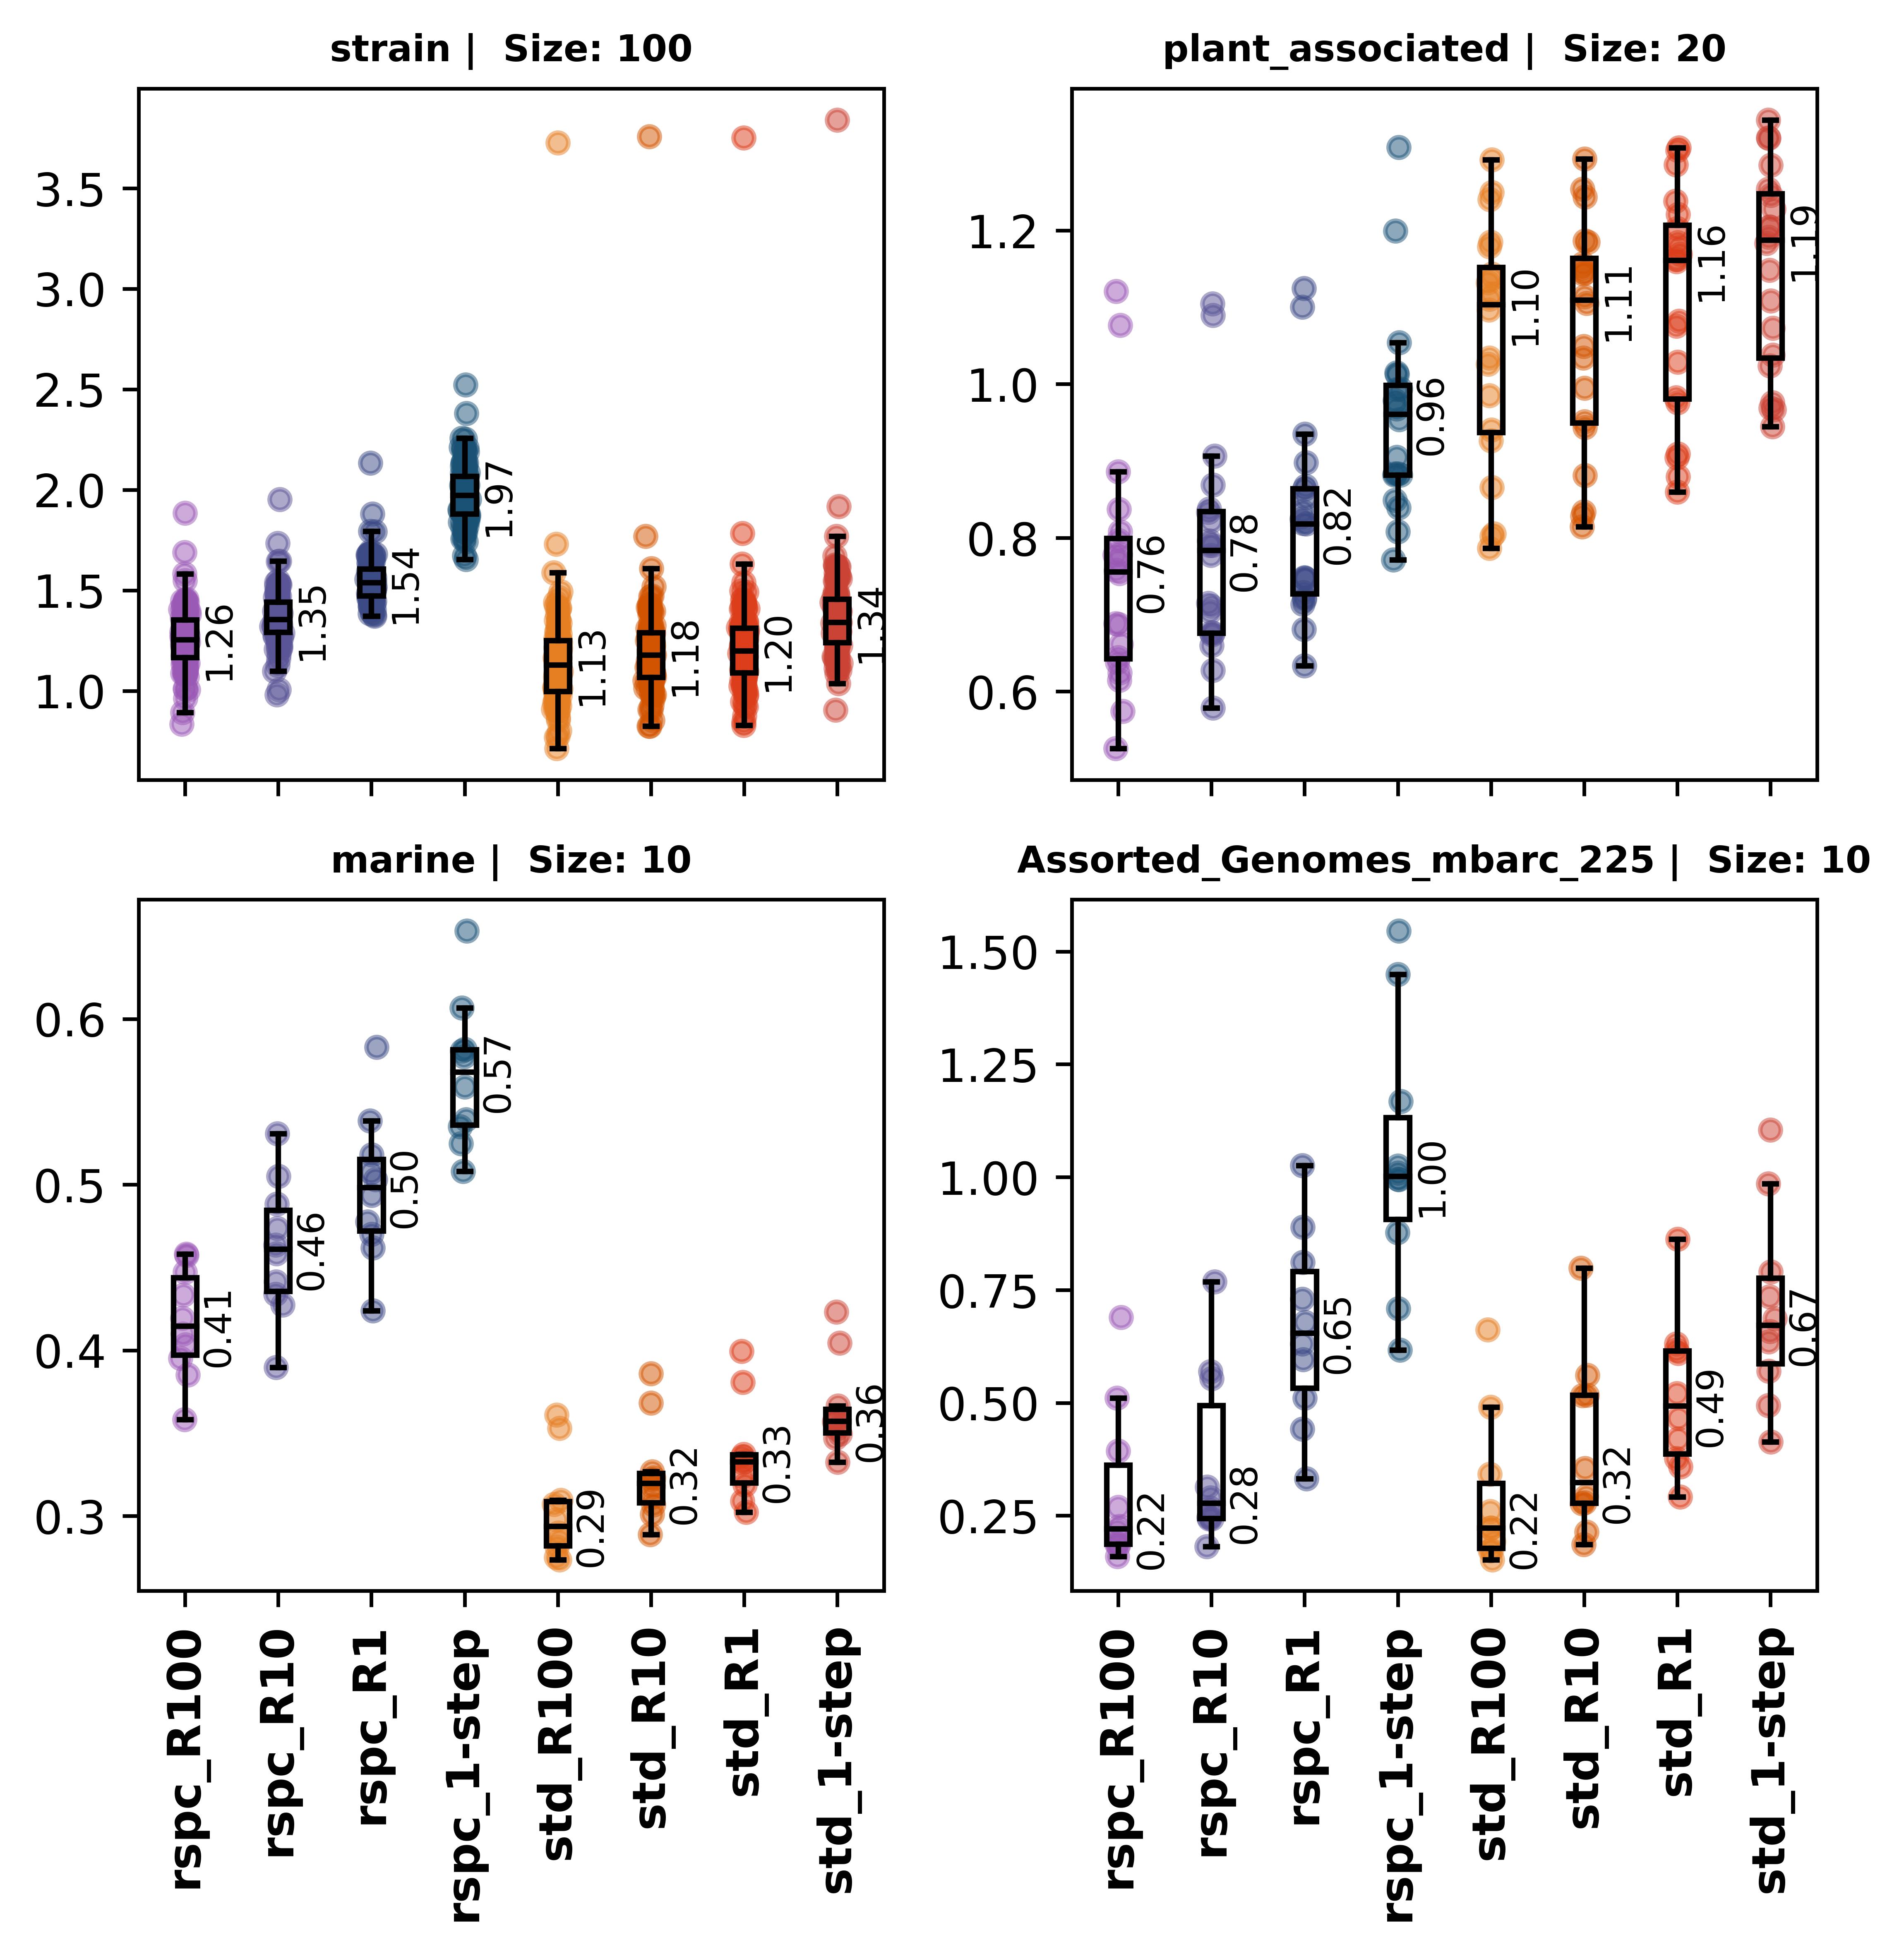 strain |  Size: 100
3.5
3.0
2.5
2.0
1.5
1.0
1.26
1.35
1.54
1.97
1.13
1.18
1.20
1.34
plant_associated |  Size: 20
1.2
1.0
0.8
0.6
0.76
0.78
0.82
0.96
1.10
1.11
1.16
1.19
marine |  Size: 10
0.6
0.5
0.4
0.3
0.41
0.46
0.50
0.57
0.29
0.32
0.33
0.36
rspc_R100
rspc_R10
rspc_R1
rspc_1-step
std_R100
std_R10
std_R1
std_1-step
Assorted_Genomes_mbarc_225 |  Size: 10
1.50
1.25
1.00
0.75
0.50
0.25
0.22
0.28
0.65
1.00
0.22
0.32
0.49
0.67
rspc_R100
rspc_R10
rspc_R1
rspc_1-step
std_R100
std_R10
std_R1
std_1-step